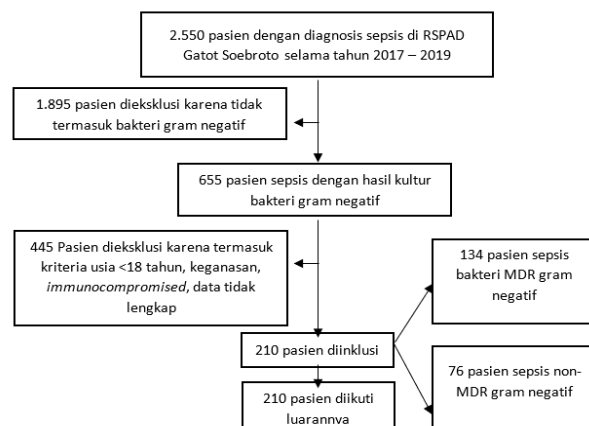 2.550 pasien dengan diagnosis sepsis di RSPAD
Gatot Soebroto selama tahun 2017 – 2019
1.895 pasien dieksklusi karena tidak
termasuk bakteri gram negatif
655 pasien sepsis dengan hasil kultur
bakteri gram negatif
445 Pasien dieksklusi karena termasuk
kriteria usia <18 tahun, keganasan,
immunocompromised, data tidak
lengkap
134 pasien sepsis
bakteri MDR gram
negatif
210 pasien diinklusi
76 pasien sepsis non-
MDR gram negatif
210 pasien diikuti
luarannya